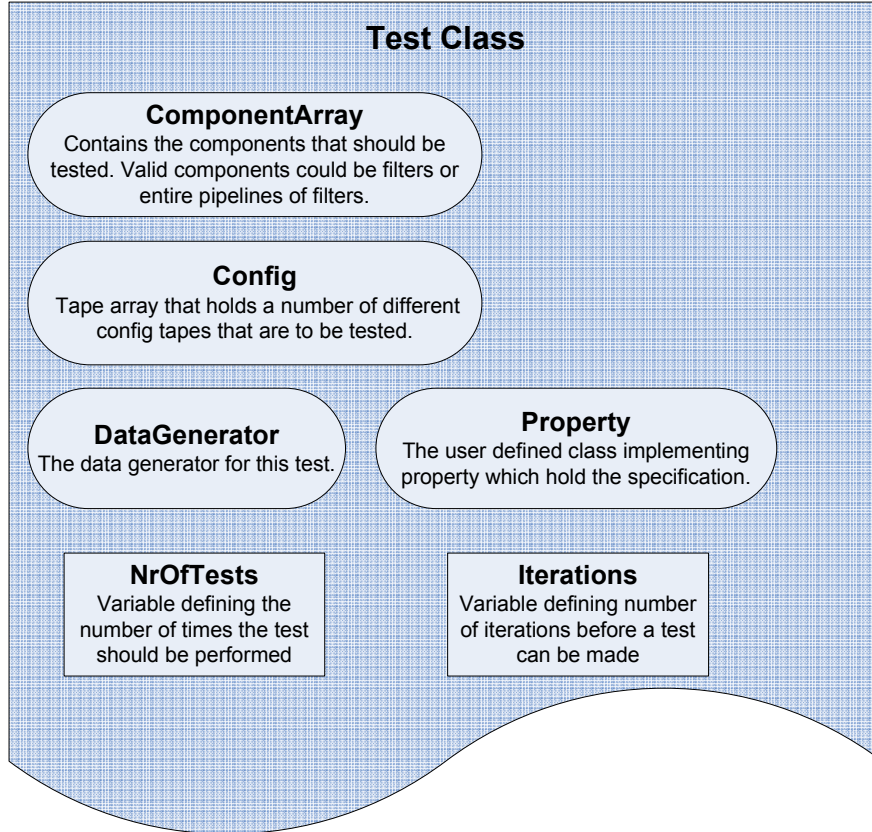 Test Class
ComponentArray
Contains the components that should be
tested. Valid components could be filters or
entire pipelines of filters.
Config
Tape array that holds a number of different
config tapes that are to be tested.
DataGenerator
The data generator for this test.
Property
The user defined class implementing
property which hold the specification.
NrOfTests
Variable defining the
number of times the test
should be performed
Iterations
Variable defining number
of iterations before a test
can be made